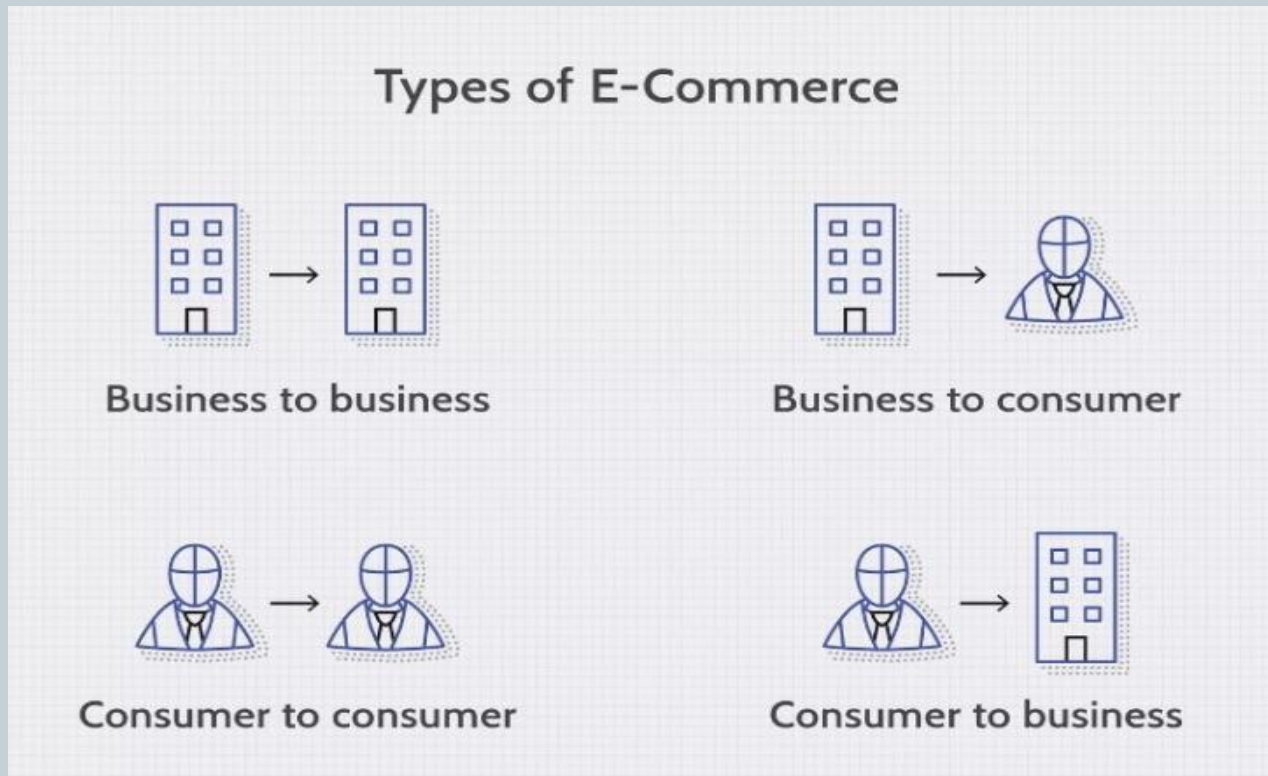 Types of E-Commerce
Business to business
Business to consumer
Consumer to consumer
Consumer to business